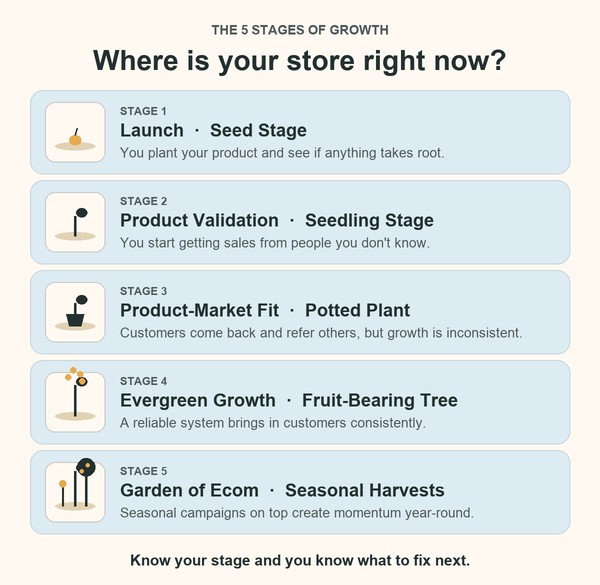 THE 5 STAGES OF GROWTH
Where is your store right now?
STAGE 1
Launch · Seed Stage
You plant your product and see if anything takes root.
STAGE 2
Product Validation · Seedling Stage
You start getting sales from people you don't know.
STAGE 3
Product-Market Fit · Potted Plant
Customers come back and refer others, but growth is inconsistent.
STAGE 4
Evergreen Growth · Fruit-Bearing Tree
A reliable system brings in customers consistently.
STAGE 5
Garden of Ecom · Seasonal Harvests
Seasonal campaigns on top create momentum year-round.
Know your stage and you know what to fix next.